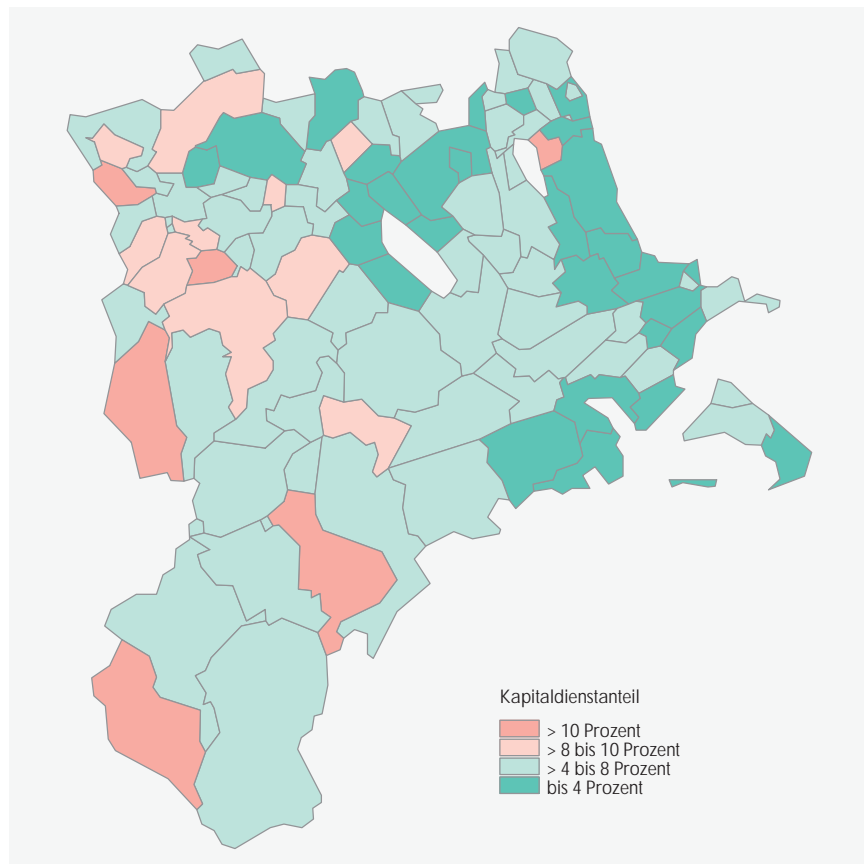 Kapitaldienstanteil
> 10 Prozent
> 8 bis 10 Prozent
> 4 bis 8 Prozent
bis 4 Prozent